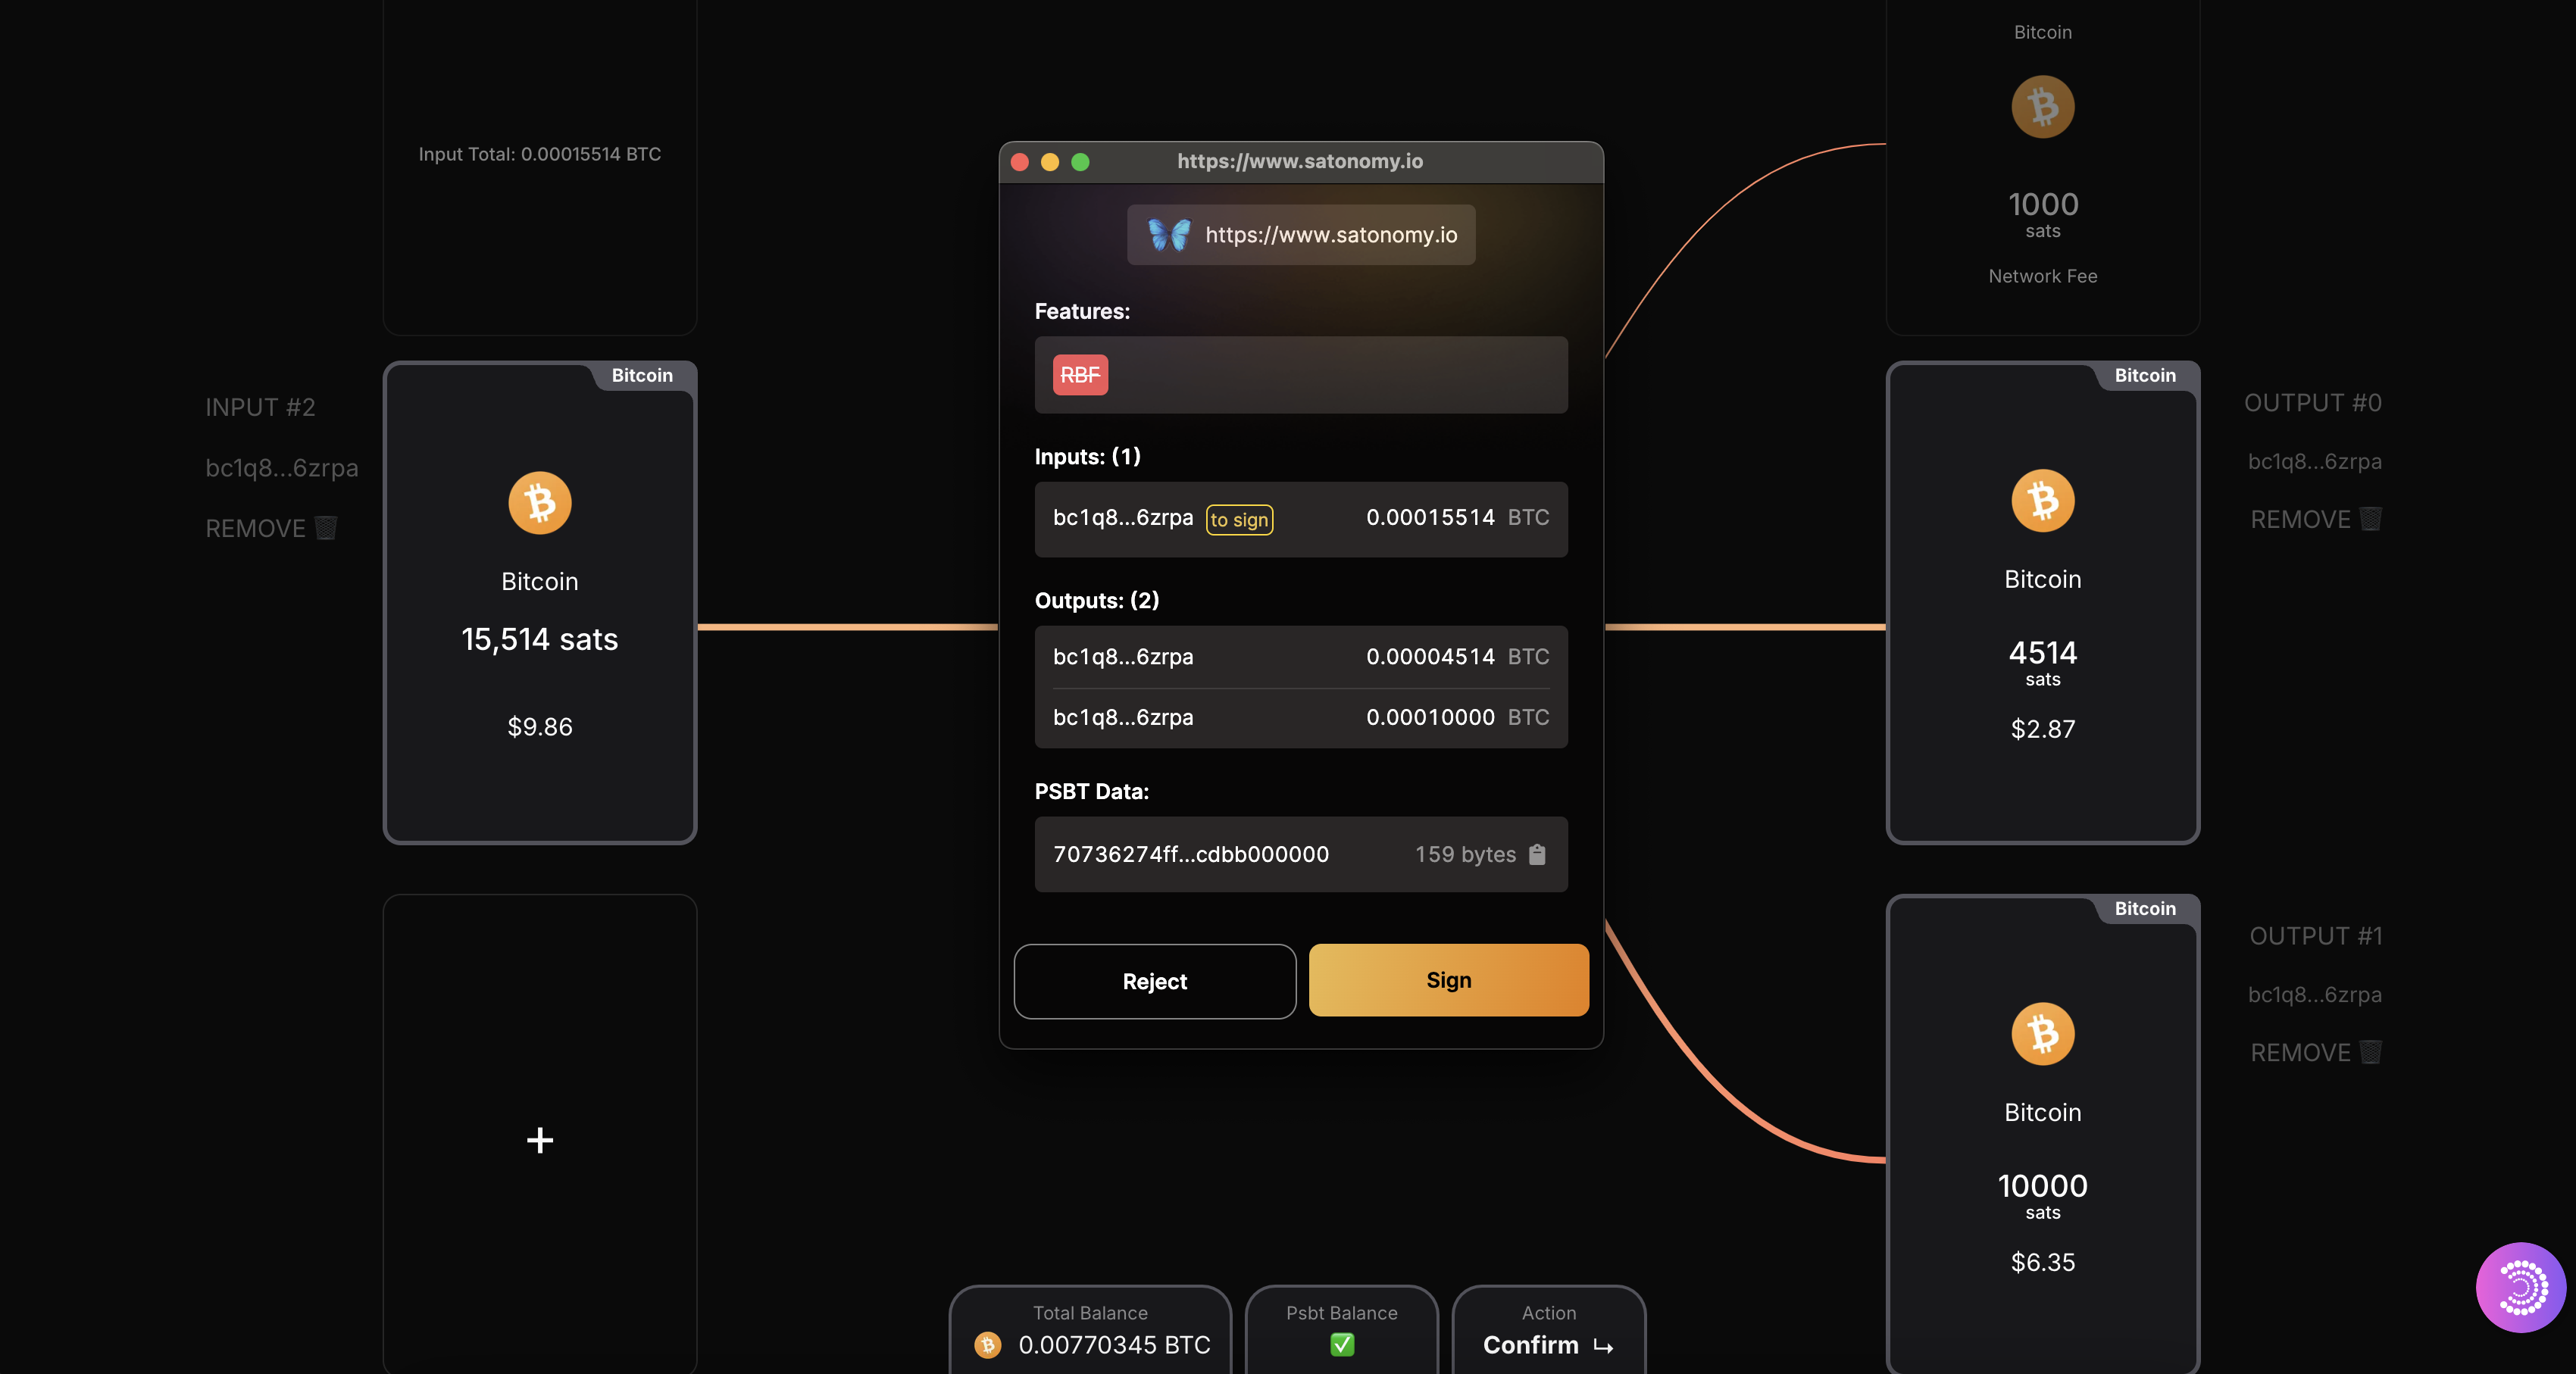 Input Total: 0.00015514 BTC
INPUT #2
bc1q8...6zrpa
REMOVE
Bitcoin
Bitcoin
15,514 sats
$9.86
+
https://www.satonomy.io
https://www.satonomy.io
Features:
RBF
Inputs: (1)
bc1q8...6zrpa to sign 0.00015514 BTC
Outputs: (2)
bc1q8...6zrpa 0.00004514 BTC
bc1q8...6zrpa 0.00010000 BTC
PSBT Data:
70736274ff...cdbb000000 159 bytes
Reject
Sign
Bitcoin
1000
sats
Network Fee
Bitcoin
Bitcoin
4514
sats
$2.87
OUTPUT #0
bc1q8...6zrpa
REMOVE
Bitcoin
Bitcoin
10000
sats
$6.35
OUTPUT #1
bc1q8...6zrpa
REMOVE
Total Balance
0.00770345 BTC
Psbt Balance
Action
Confirm